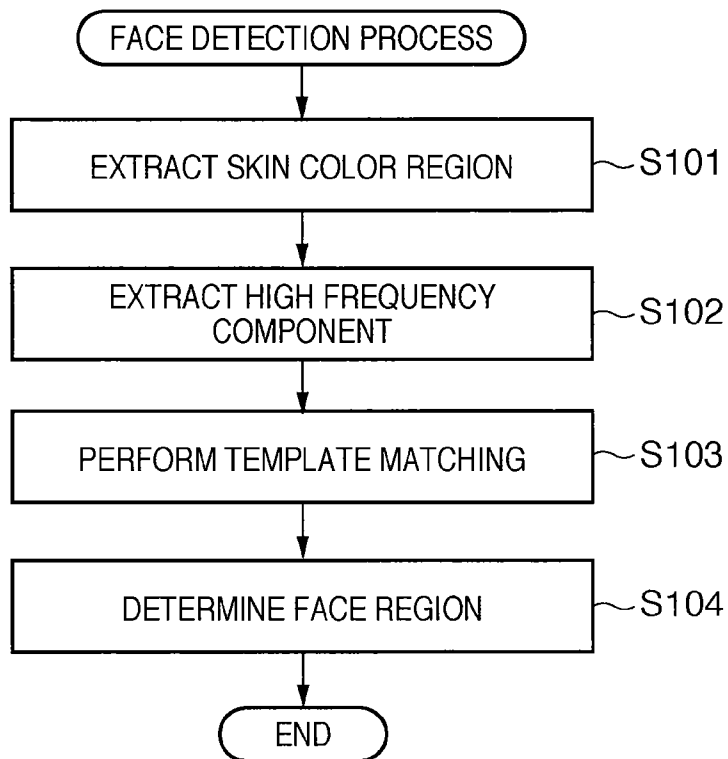 FACE DETECTION PROCESS
EXTRACT SKIN COLOR REGION
S101
EXTRACT HIGH FREQUENCY
COMPONENT
S102
PERFORM TEMPLATE MATCHING
S103
DETERMINE FACE REGION
S104
END